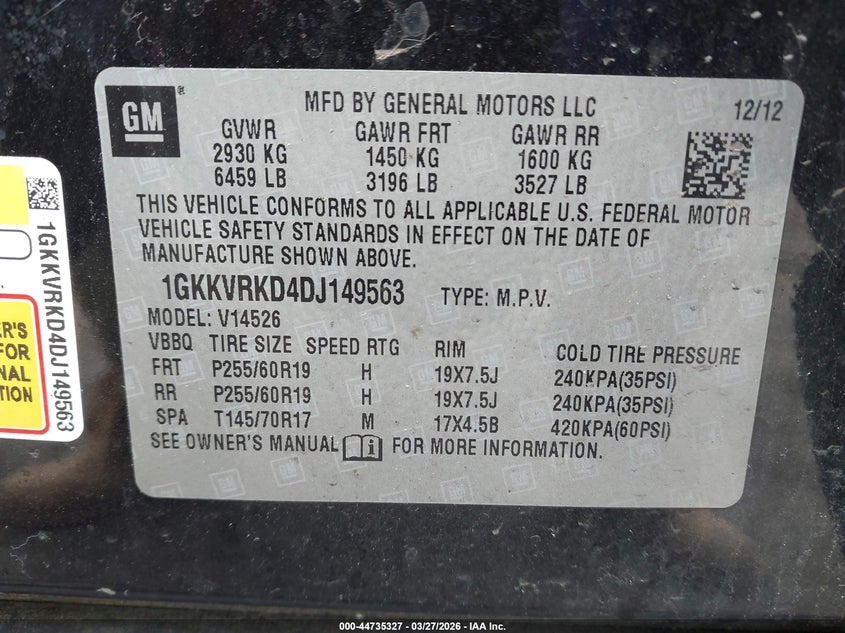 GM
®
MFD BY GENERAL MOTORS LLC
12/12
GVWR GAWR FRT GAWR RR
2930 KG 1450 KG 1600 KG
6459 LB 3196 LB 3527 LB
THIS VEHICLE CONFORMS TO ALL APPLICABLE U.S. FEDERAL MOTOR
VEHICLE SAFETY STANDARDS IN EFFECT ON THE DATE OF
MANUFACTURE SHOWN ABOVE.
1GKKVRKD4DJ149563 TYPE: M.P.V.
MODEL: V14526
VBBQ TIRE SIZE SPEED RTG RIM COLD TIRE PRESSURE
FRT P255/60R19 H 19X7.5J 240KPA(35PSI)
RR P255/60R19 H 19X7.5J 240KPA(35PSI)
SPA T145/70R17 M 17X4.5B 420KPA(60PSI)
SEE OWNER'S MANUAL FOR MORE INFORMATION.
1GKKVRKD4DJ149563
ER'S
FOR
NAL
TION
000-44735327 - 03/27/2026 - IAA Inc.